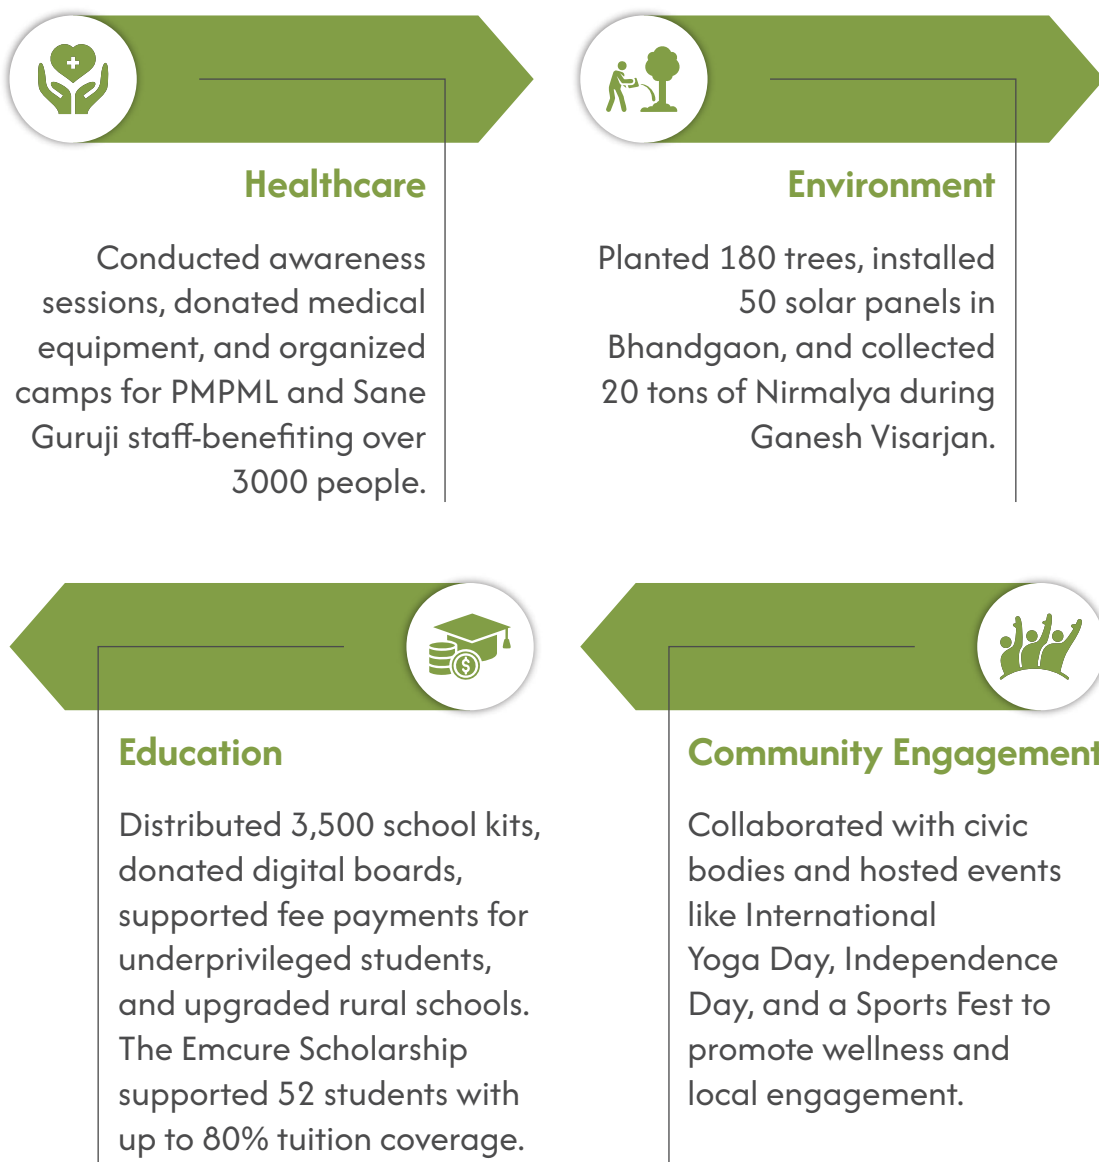 Healthcare
Conducted awareness
sessions, donated medical
equipment, and organized
camps for PMPML and Sane
Guruji staff-benefiting over
3000 people.
Environment
Planted 180 trees, installed
50 solar panels in
Bhandgaon, and collected
20 tons of Nirmalya during
Ganesh Visarjan.
Education
Distributed 3,500 school kits,
donated digital boards,
supported fee payments for
underprivileged students,
and upgraded rural schools.
The Emcure Scholarship
supported 52 students with
up to 80% tuition coverage.
Community Engagement
Collaborated with civic
bodies and hosted events
like International
Yoga Day, Independence
Day, and a Sports Fest to
promote wellness and
local engagement.